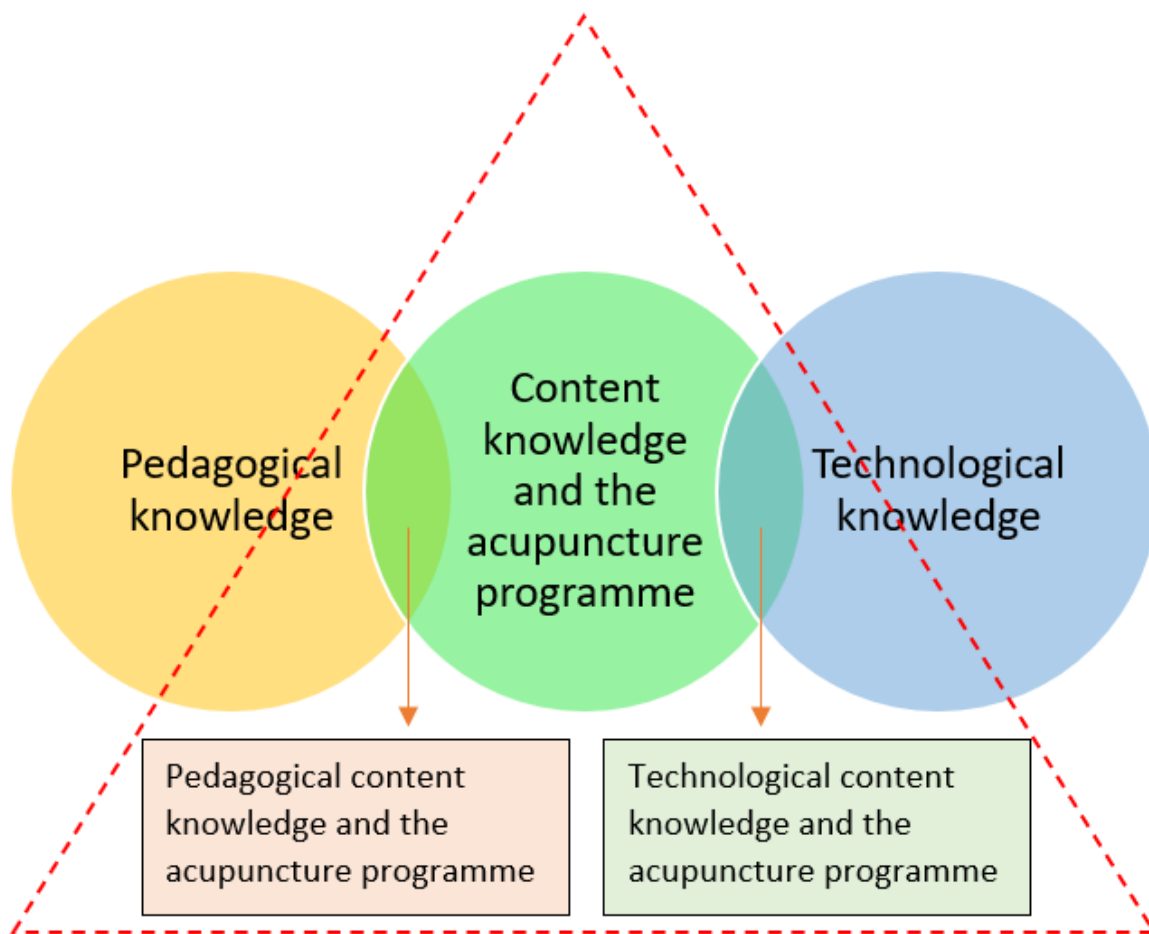 Pedagogical
knowledge
Content
knowledge
and the
acupuncture
programme
Technological
knowledge
Pedagogical content
knowledge and the
acupuncture programme
Technological content
knowledge and the
acupuncture programme